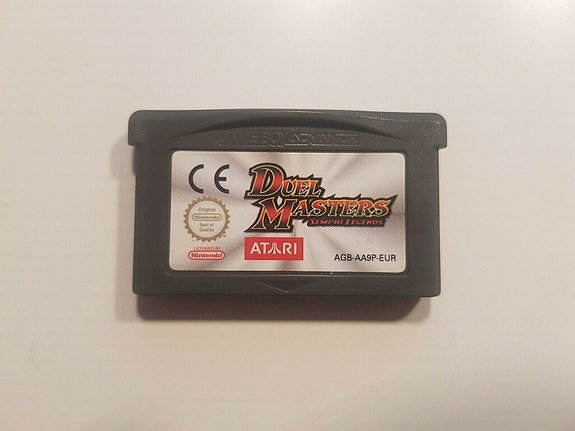 GAME BOY ADVANCE
CE
DUEL
MASTERS
SEMPAI LEGENDS
Original
Nintendo
Seal of
Quality
LICENSED BY
Nintendo
ATARI
AGB-AA9P-EUR